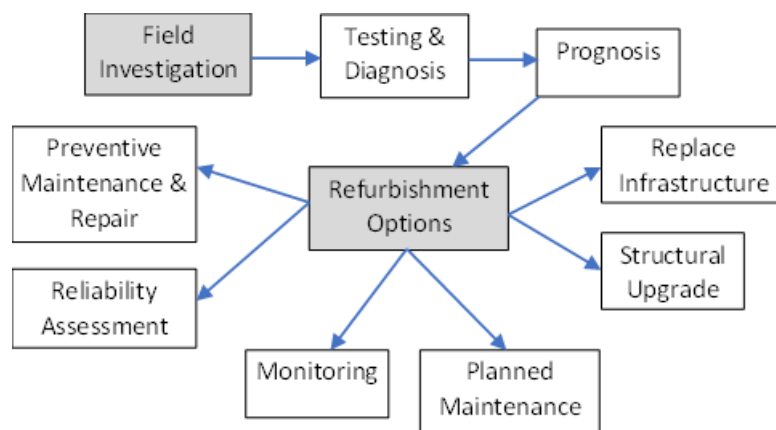 Field
Investigation
Testing &
Diagnosis
Prognosis
Preventive
Maintenance &
Repair
Refurbishment
Options
Replace
Infrastructure
Structural
Upgrade
Reliability
Assessment
Monitoring
Planned
Maintenance